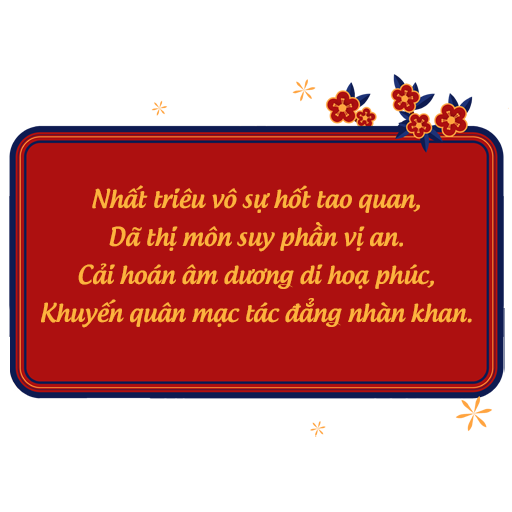 Nhất triêu vô sự hốt tao quan,
Dã thị môn suy phần vị an.
Cải hoán âm dương di hoạ phúc,
Khuyến quân mạc tác đẳng nhàn khan.